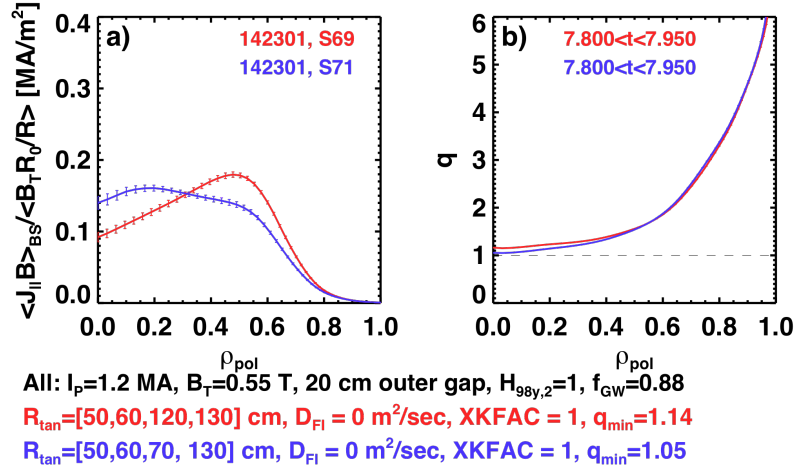 a)
142301, S69
142301, S71
<J||B>BS/<BTR0/R> [MA/m²]
0.4
0.3
0.2
0.1
0.0
0.0 0.2 0.4 0.6 0.8 1.0
ρpol
b)
7.800<t<7.950
7.800<t<7.950
q
6
5
4
3
2
1
0
0.0 0.2 0.4 0.6 0.8 1.0
ρpol
All: IP=1.2 MA, BT=0.55 T, 20 cm outer gap, H98y,2=1, fGW=0.88
Rtan=[50,60,120,130] cm, DFI = 0 m²/sec, XKFAC = 1, qmin=1.14
Rtan=[50,60,70, 130] cm, DFI = 0 m²/sec, XKFAC = 1, qmin=1.05